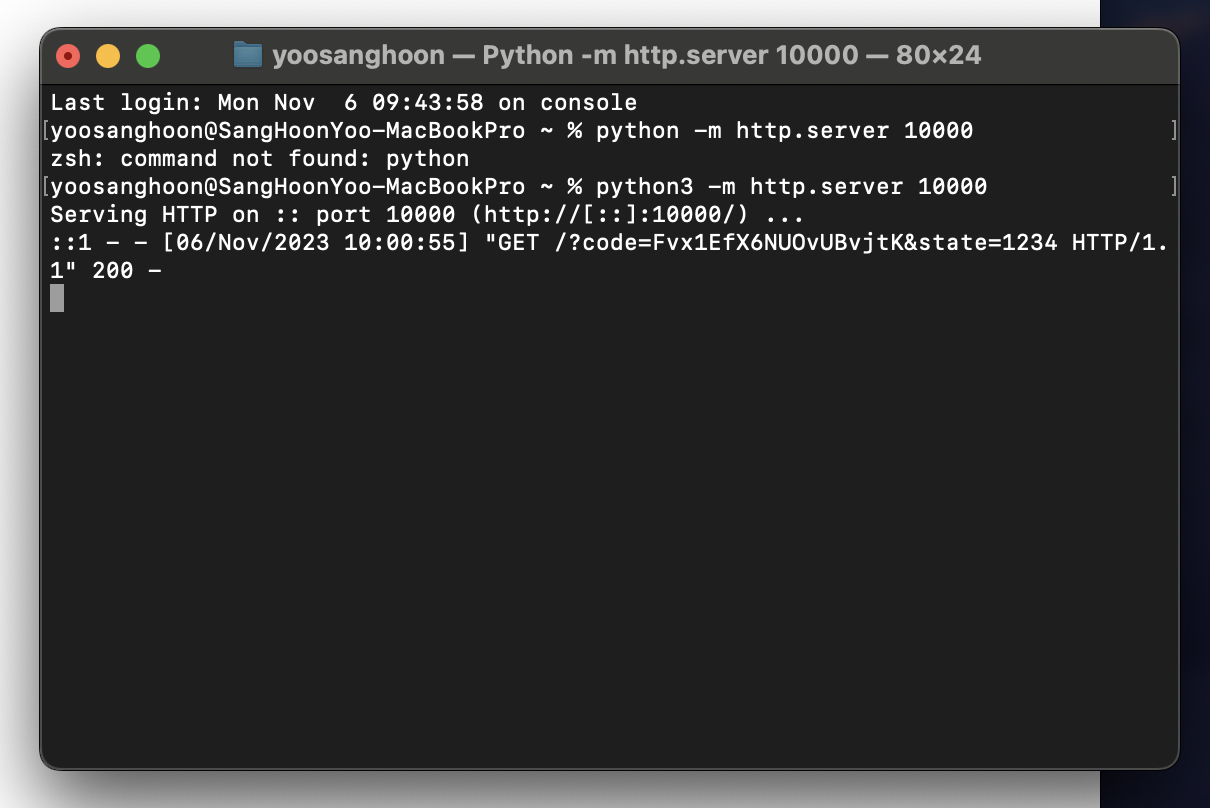 yoosanghoon — Python -m http.server 10000 — 80×24
Last login: Mon Nov  6 09:43:58 on console
[yoosanghoon@SangHoonYoo-MacBookPro ~ % python -m http.server 10000 ]
zsh: command not found: python
[yoosanghoon@SangHoonYoo-MacBookPro ~ % python3 -m http.server 10000 ]
Serving HTTP on :: port 10000 (http://[::]:10000/) ...
::1 - - [06/Nov/2023 10:00:55] "GET /?code=Fvx1EfX6NUOvUBvjtK&state=1234 HTTP/1.
1" 200 -